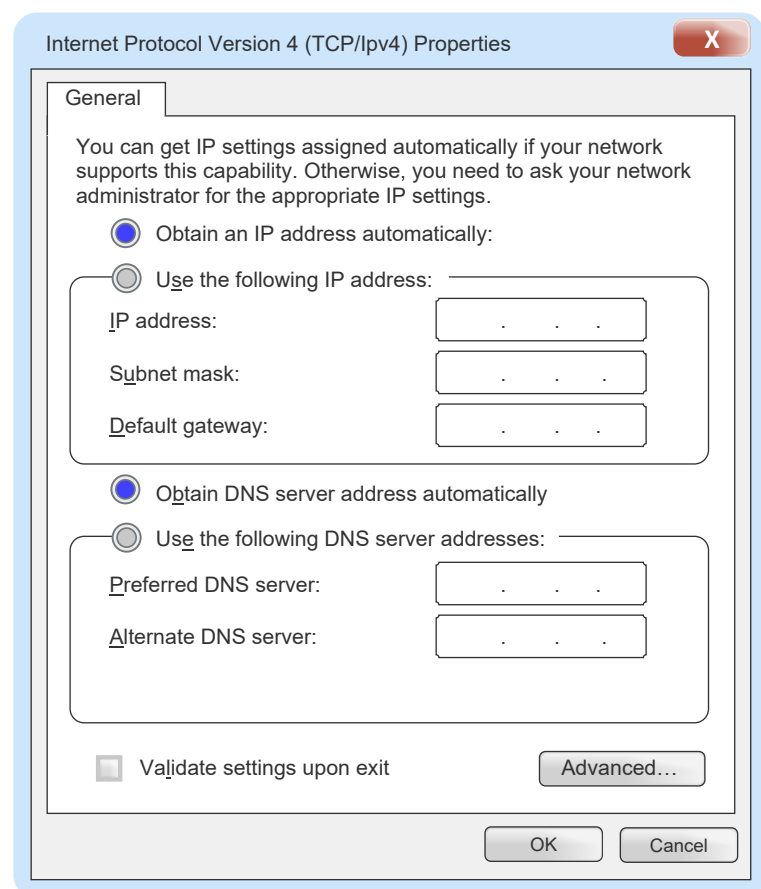 Internet Protocol Version 4 (TCP/Ipv4) Properties
X
General
You can get IP settings assigned automatically if your network
supports this capability. Otherwise, you need to ask your network
administrator for the appropriate IP settings.
Obtain an IP address automatically:
Use the following IP address:
IP address: . . .
Subnet mask: . . .
Default gateway: . . .
Obtain DNS server address automatically
Use the following DNS server addresses:
Preferred DNS server: . . .
Alternate DNS server: . . .
Validate settings upon exit
Advanced…
OK
Cancel